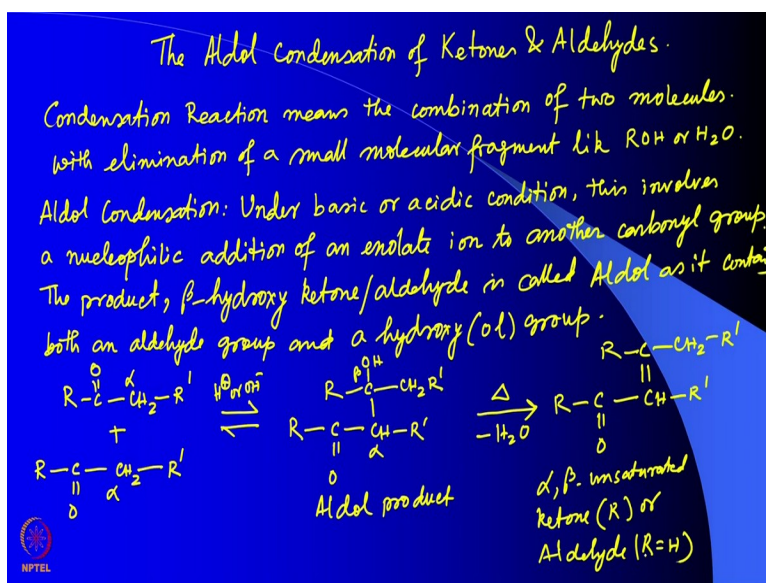 The Aldol Condensation of Ketones & Aldehydes.
Condensation Reaction means the combination of two molecules.
with elimination of a small molecular fragment lik ROH or H₂O.
Aldol Condensation: Under basic or acidic condition, this involves
a nucleophilic addition of an enolate ion to another carbonyl group.
The product, β-hydroxy ketone/aldehyde is called Aldol as it contai
both an aldehyde group and a hydroxy (ol) group.
O
R-C-CH₂-R'
||
α
+
R-C-CH₂-R'
||
O
α
H⊕ or OH⁻
⇌
β OH
R-C-CH₂R'
|
R-C-CH-R'
||
O
α
Aldol product
Δ
→
-H₂O
R-C-CH₂-R'
||
R-C-CH-R'
||
O
α,β-unsaturated
ketone (R) or
Aldehyde (R=H)
NPTEL